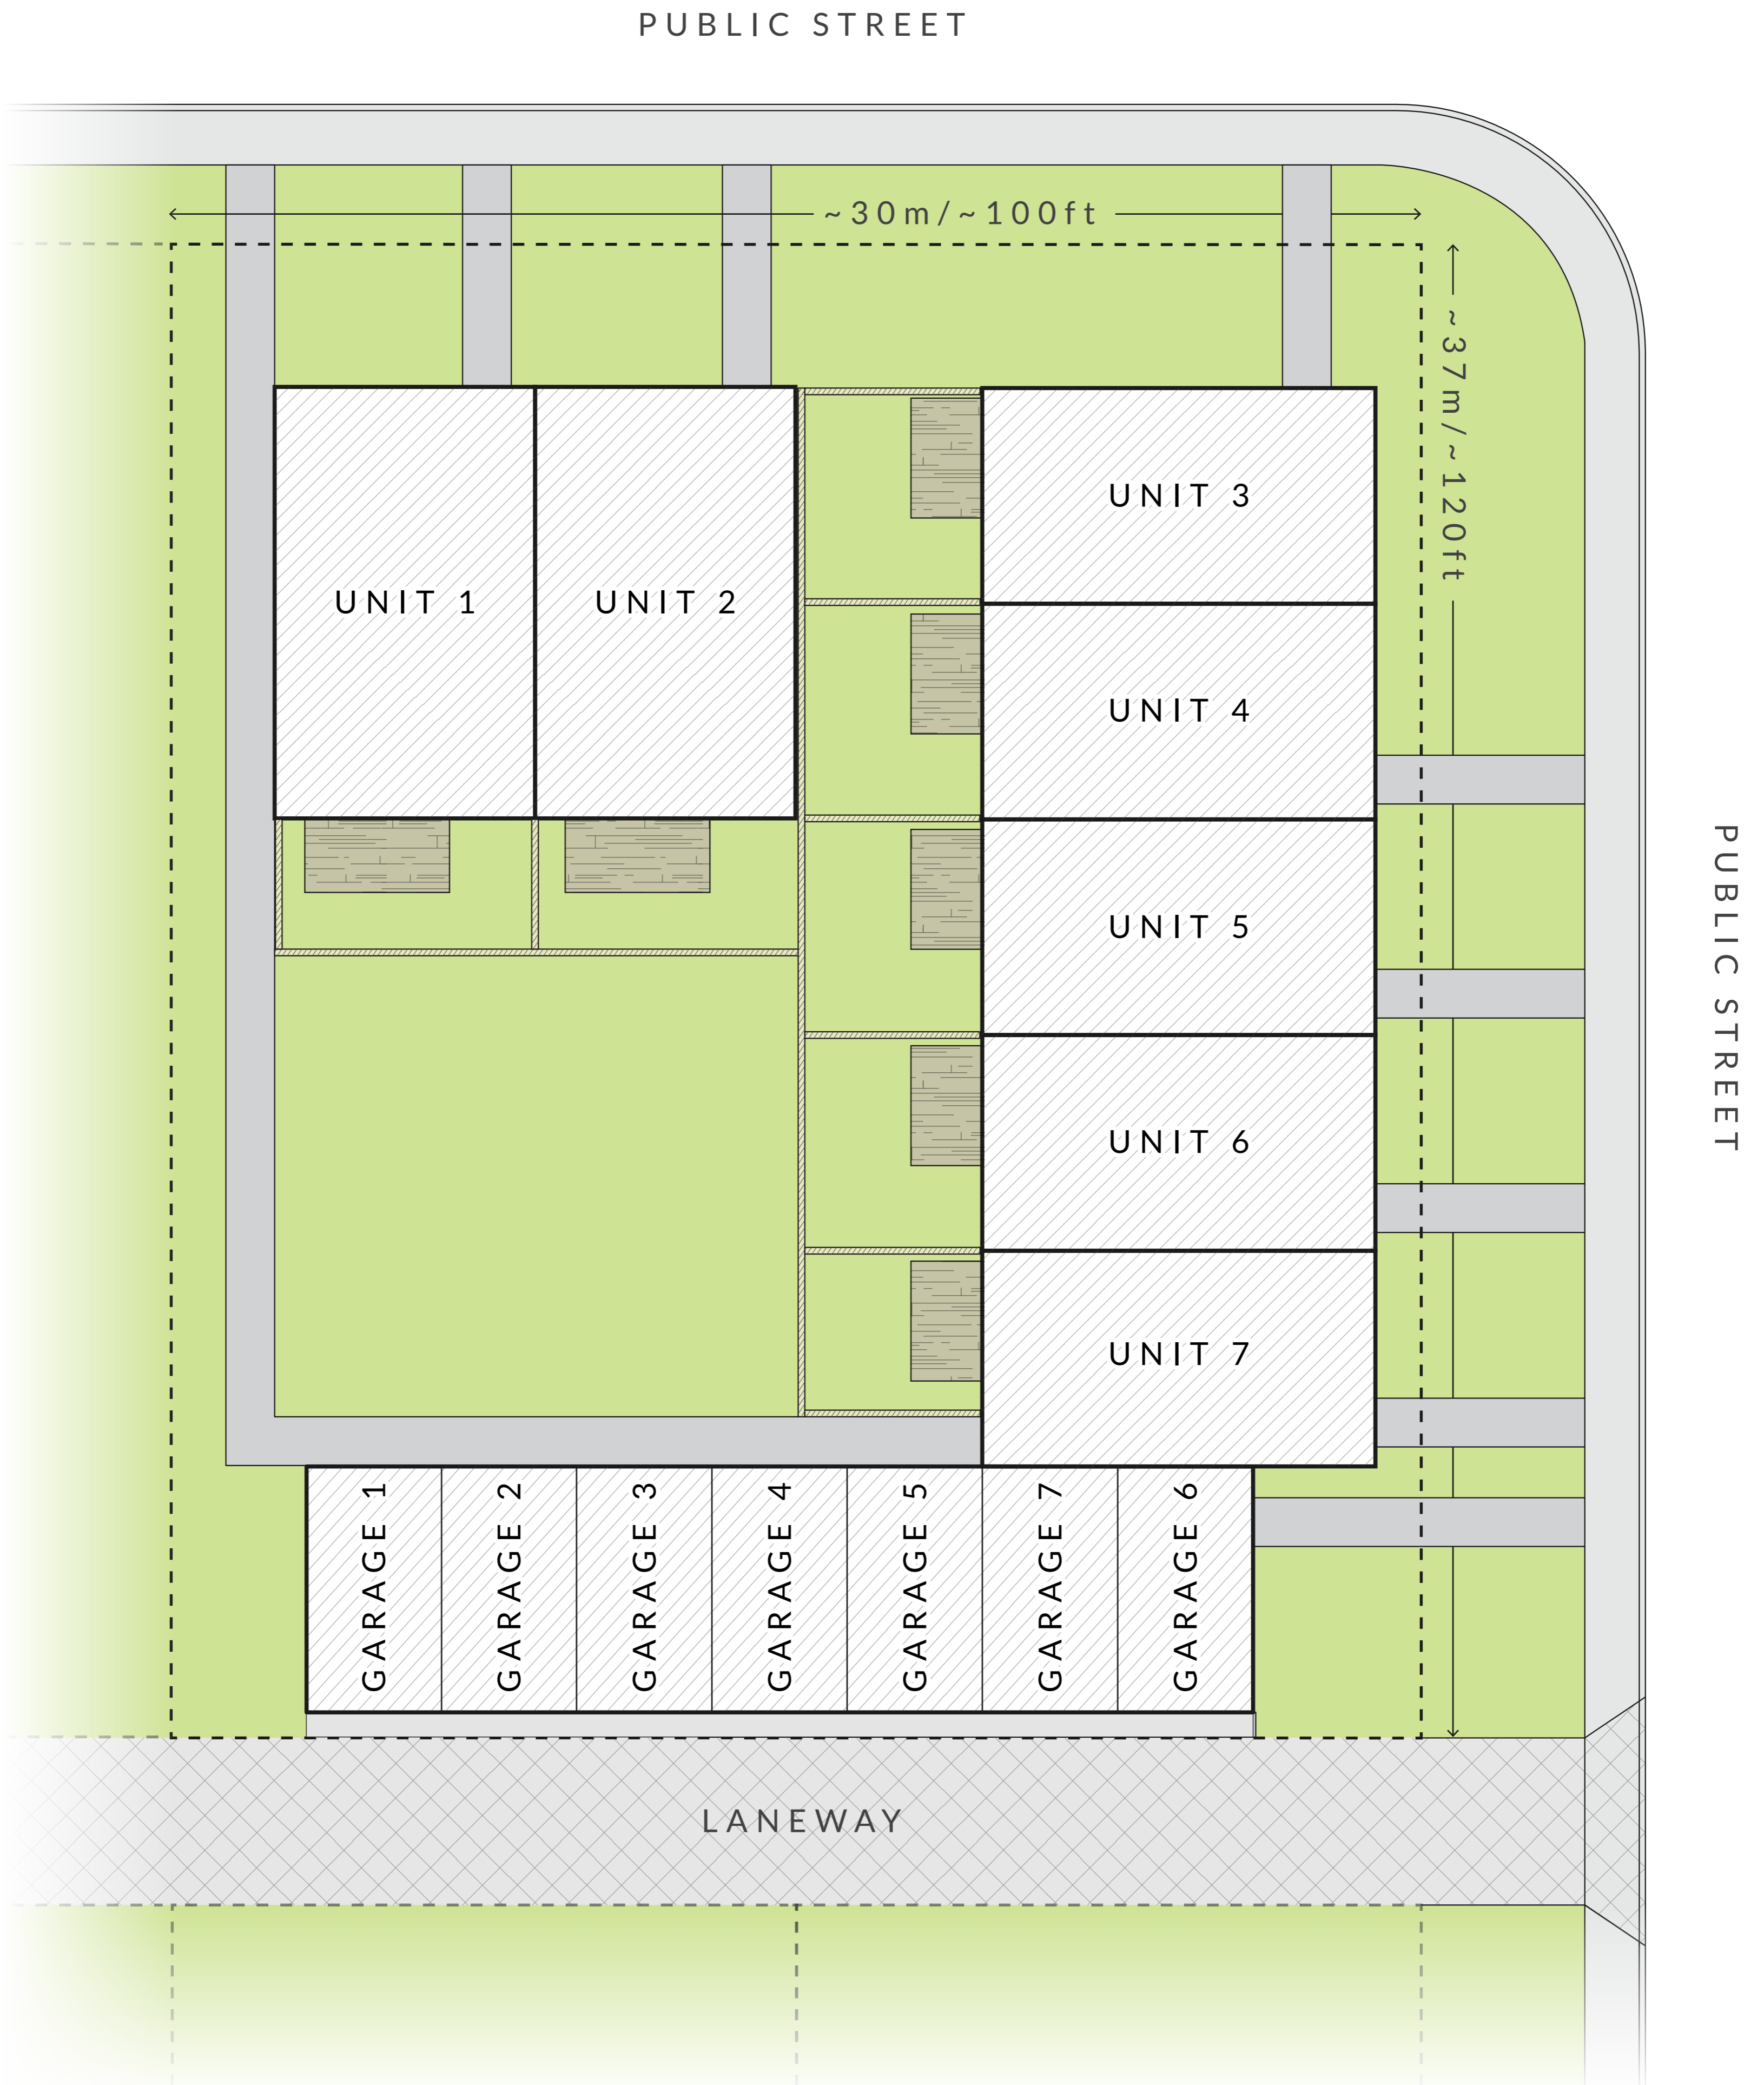 PUBLIC STREET
~30m/~100ft
~37m/~120ft
UNIT 3
UNIT 1
UNIT 2
UNIT 4
UNIT 5
PUBLIC STREET
UNIT 6
UNIT 7
GARAGE 1
GARAGE 2
GARAGE 3
GARAGE 4
GARAGE 5
GARAGE 7
GARAGE 6
LANEWAY